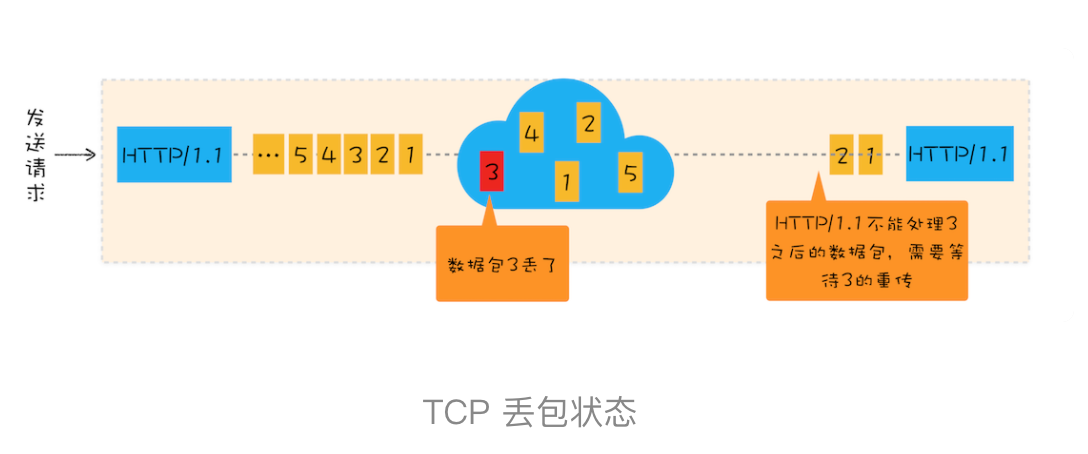 发送请求
HTTP/1.1
… 5 4 3 2 1
4
2
3
1
5
2 1
HTTP/1.1
数据包3丢了
HTTP/1.1不能处理3
之后的数据包，需要等
待3的重传
TCP 丢包状态